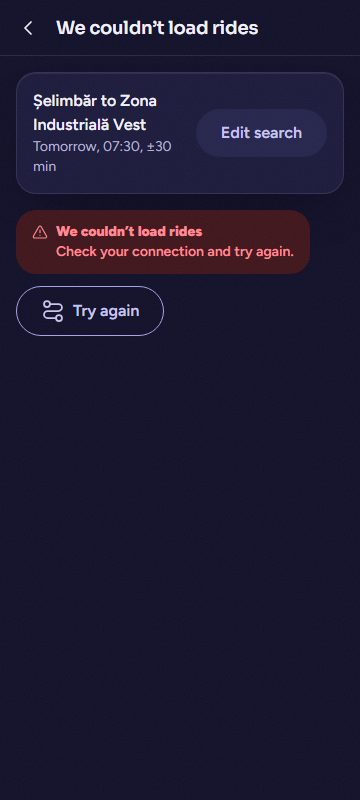 We couldn’t load rides
Șelimbăr to Zona
Industrială Vest
Edit search
Tomorrow, 07:30, ±30
min
We couldn’t load rides
Check your connection and try again.
Try again